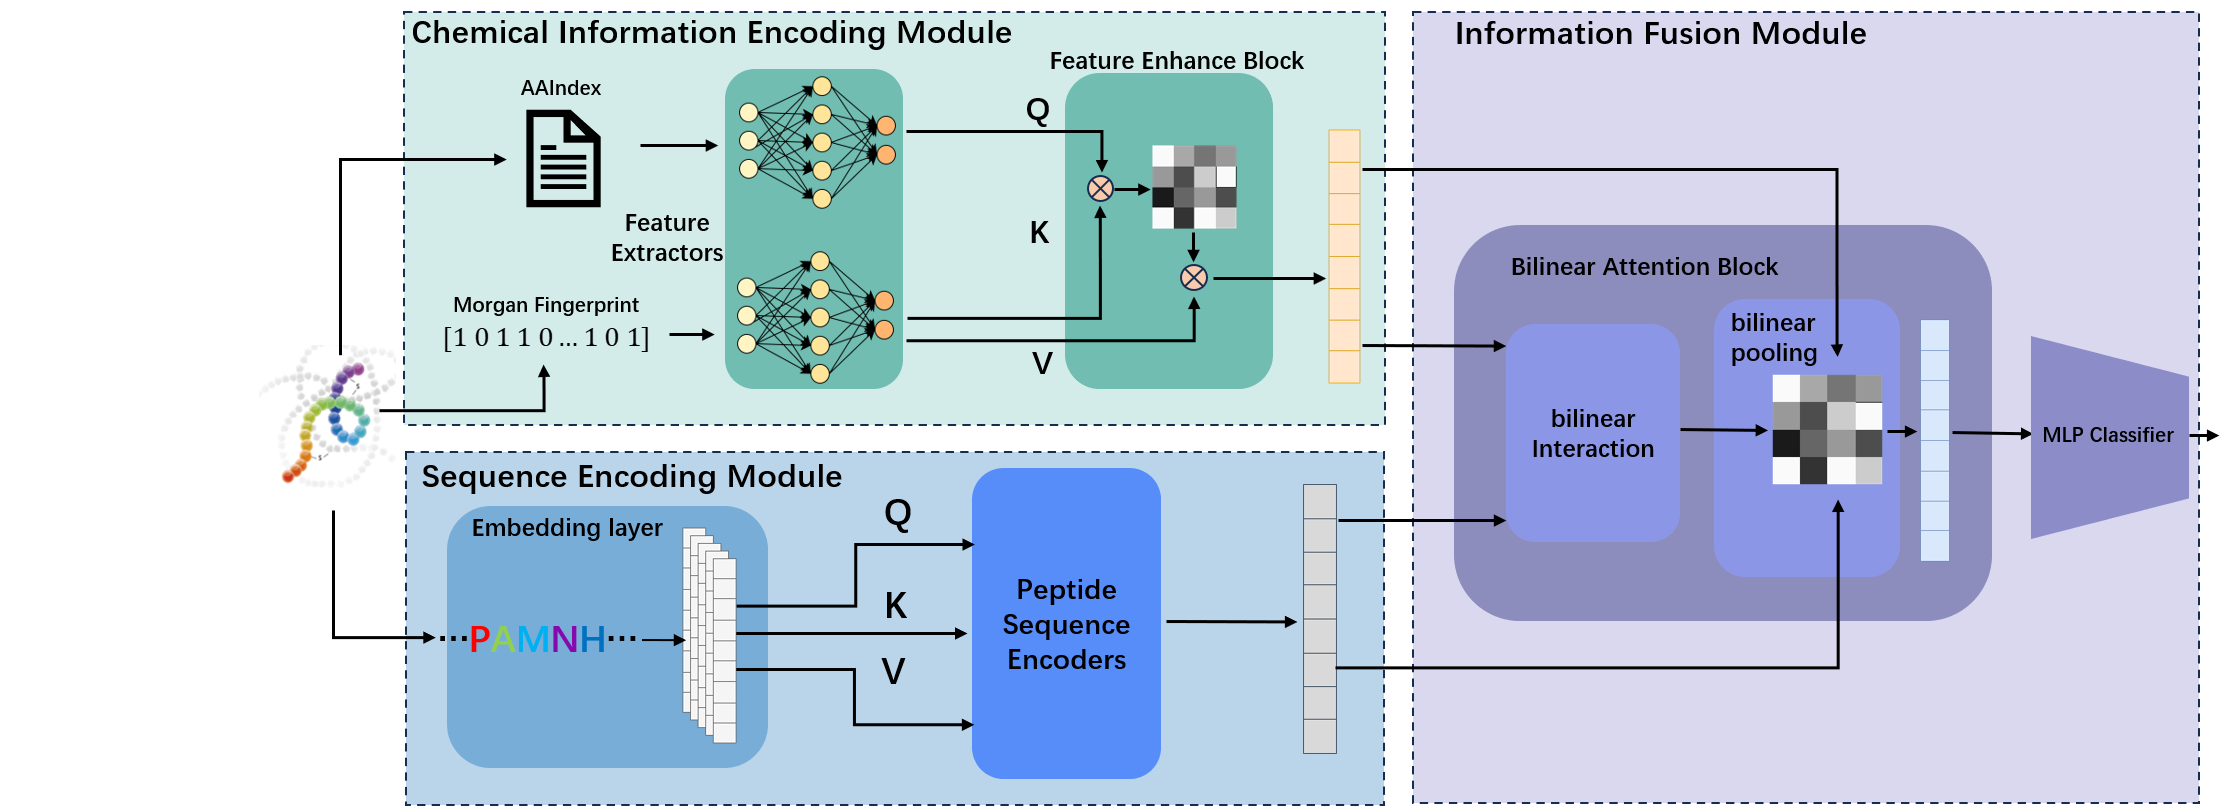 Chemical Information Encoding Module
AAIndex
Feature
Extractors
Morgan Fingerprint
[1 0 1 1 0 ... 1 0 1]
Feature Enhance Block
Q
K
V
Sequence Encoding Module
Embedding layer
···PAMNH···
Q
K
V
Peptide
Sequence
Encoders
Information Fusion Module
Bilinear Attention Block
bilinear
Interaction
bilinear
pooling
MLP Classifier